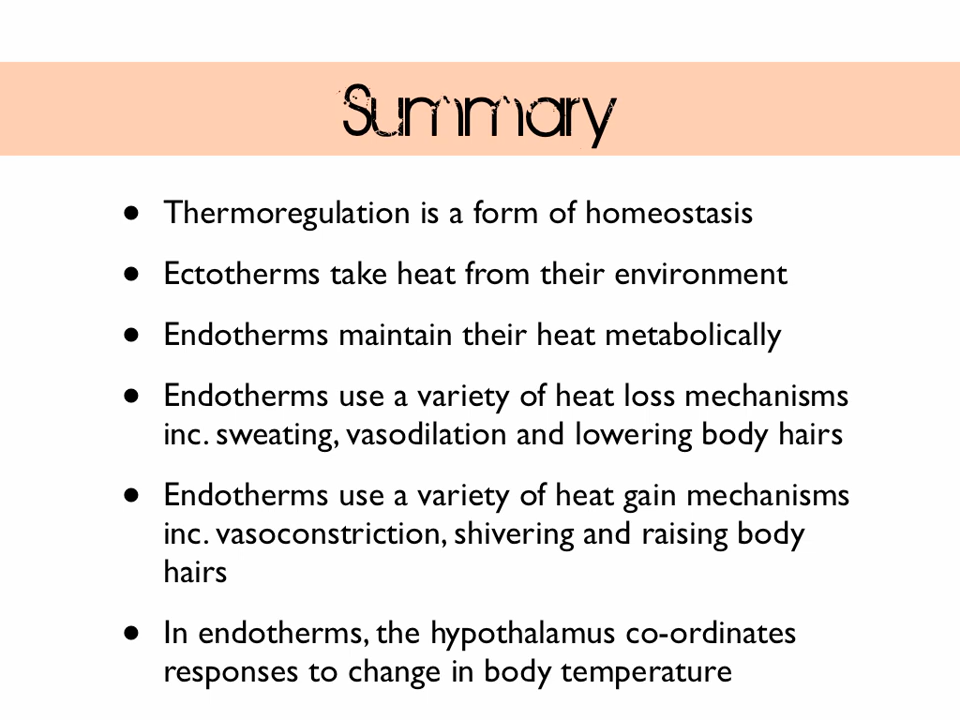 Summary
• Thermoregulation is a form of homeostasis
• Ectotherms take heat from their environment
• Endotherms maintain their heat metabolically
• Endotherms use a variety of heat loss mechanisms
inc. sweating, vasodilation and lowering body hairs
• Endotherms use a variety of heat gain mechanisms
inc. vasoconstriction, shivering and raising body
hairs
• In endotherms, the hypothalamus co-ordinates
responses to change in body temperature